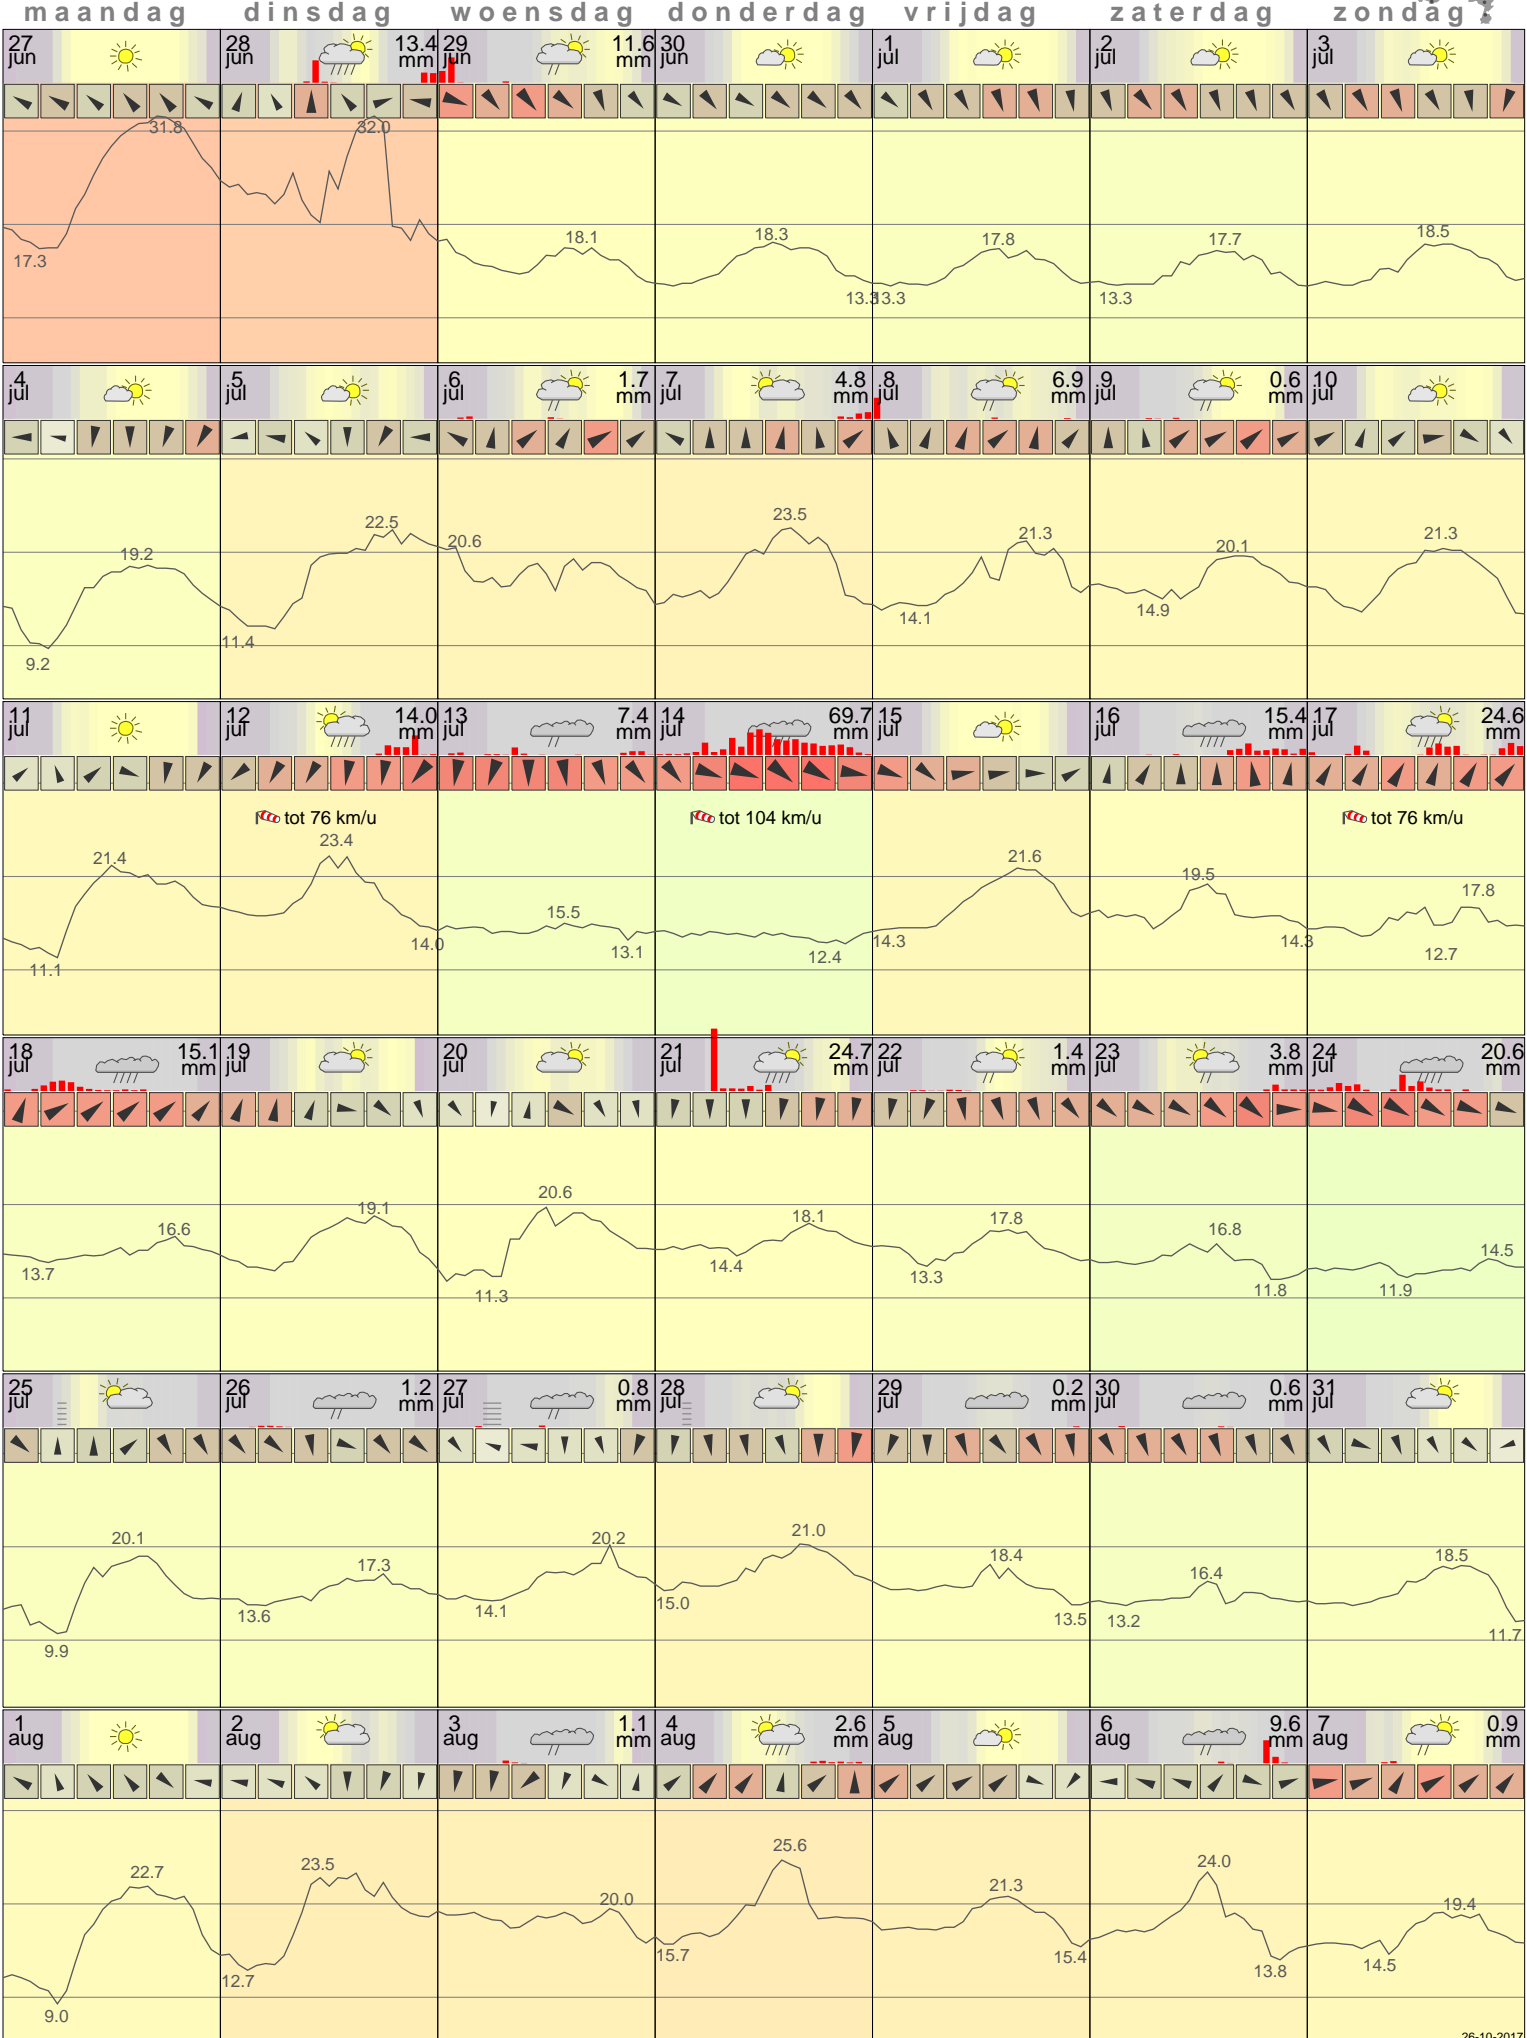 maandag dinsdag woensdag donderdag vrijdag zaterdag zondag
27 28 13.4 29 11.6 30 1 2 3
jun jun mm jun mm jun jul jul jul
31.8 32.0
17.3 18.1 18.3 17.8 17.7 18.5
13.3 13.3 13.3
4 5 6 1.7 7 4.8 8 6.9 9 0.6 10
jul jul jul mm jul mm jul mm jul mm jul
19.2 22.5 20.6 23.5 21.3 20.1 21.3
9.2 11.4 14.1 14.9
11 12 14.0 13 7.4 14 69.7 15 16 15.4 17 24.6
jul jul mm jul mm jul mm jul jul mm jul mm
tot 76 km/u tot 104 km/u tot 76 km/u
21.4 23.4 15.5 21.6 19.5 17.8
11.1 14.0 13.1 12.4 14.3 14.3 12.7
18 15.1 19 20 21 24.7 22 1.4 23 3.8 24 20.6
jul mm jul jul jul mm jul mm jul mm jul mm
16.6 19.1 20.6 18.1 17.8 16.8 14.5
13.7 11.3 14.4 13.3 11.8 11.9
25 26 1.2 27 0.8 28 29 0.2 30 0.6 31
jul jul mm jul mm jul jul mm jul mm jul
20.1 17.3 20.2 21.0 18.4 16.4 18.5
9.9 13.6 14.1 15.0 13.5 13.2 11.7
1 2 3 1.1 4 2.6 5 6 9.6 7 0.9
aug aug aug mm aug mm aug aug mm aug mm
22.7 23.5 20.0 25.6 21.3 24.0 19.4
9.0 12.7 15.7 15.4 13.8 14.5
26-10-2017